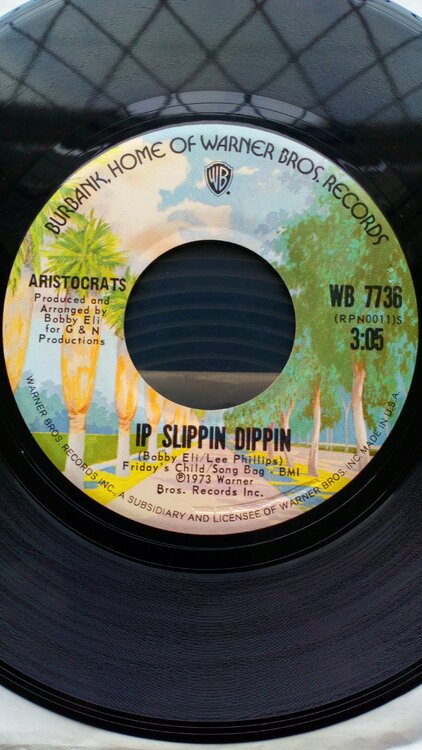 BURBANK, HOME OF WARNER BROS. RECORDS
WB
ARISTOCRATS
Produced and
Arranged by
Bobby Eli
for G & N
Productions
WB 7736
(RPN0011)S
3:05
IP SLIPPIN DIPPIN
(Bobby Eli/Lee Phillips)
Friday's Child/Song Bag - BMI
℗1973 Warner
Bros. Records Inc.
WARNER BROS. RECORDS INC., A SUBSIDIARY AND LICENSEE OF WARNER BROS. INC. MADE IN U.S.A.